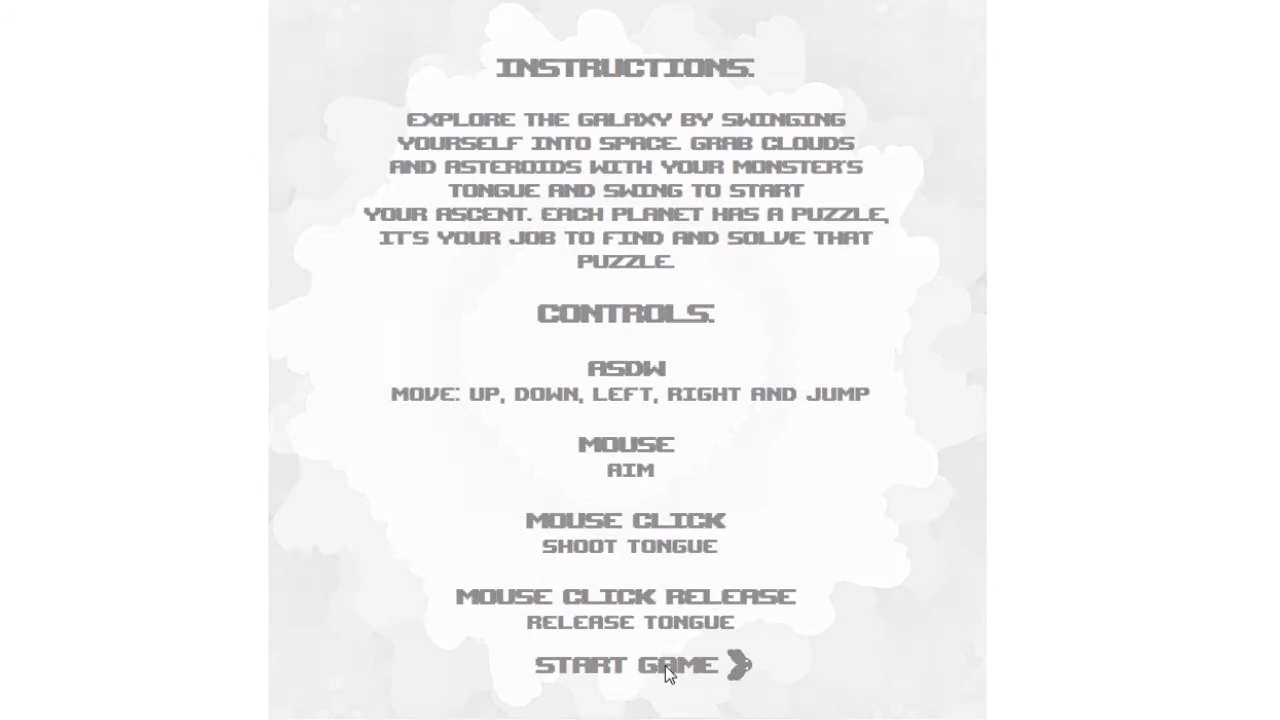 INSTRUCTIONS:
EXPLORE THE GALAXY BY SWINGING
YOURSELF INTO SPACE. GRAB CLOUDS
AND ASTEROIDS WITH YOUR MONSTER'S
TONGUE AND SWING TO START
YOUR ASCENT. EACH PLANET HAS A PUZZLE,
IT'S YOUR JOB TO FIND AND SOLVE THAT
PUZZLE.
CONTROLS:
ASDW
MOVE: UP, DOWN, LEFT, RIGHT AND JUMP
MOUSE
AIM
MOUSE CLICK
SHOOT TONGUE
MOUSE CLICK RELEASE
RELEASE TONGUE
START GAME